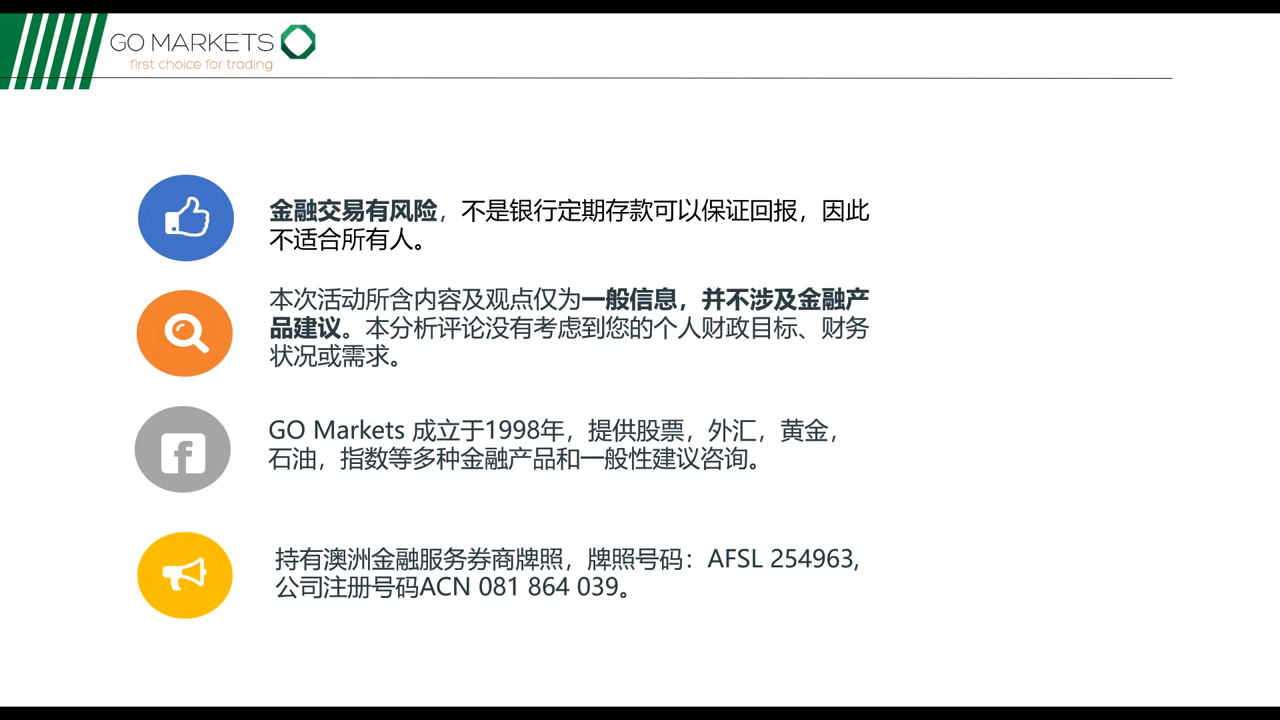 GO MARKETS
first choice for trading
金融交易有风险，不是银行定期存款可以保证回报，因此
不适合所有人。
本次活动所含内容及观点仅为一般信息，并不涉及金融产
品建议。本分析评论没有考虑到您的个人财政目标、财务
状况或需求。
GO Markets 成立于1998年，提供股票，外汇，黄金，
石油，指数等多种金融产品和一般性建议咨询。
持有澳洲金融服务券商牌照，牌照号码：AFSL 254963,
公司注册号码ACN 081 864 039。